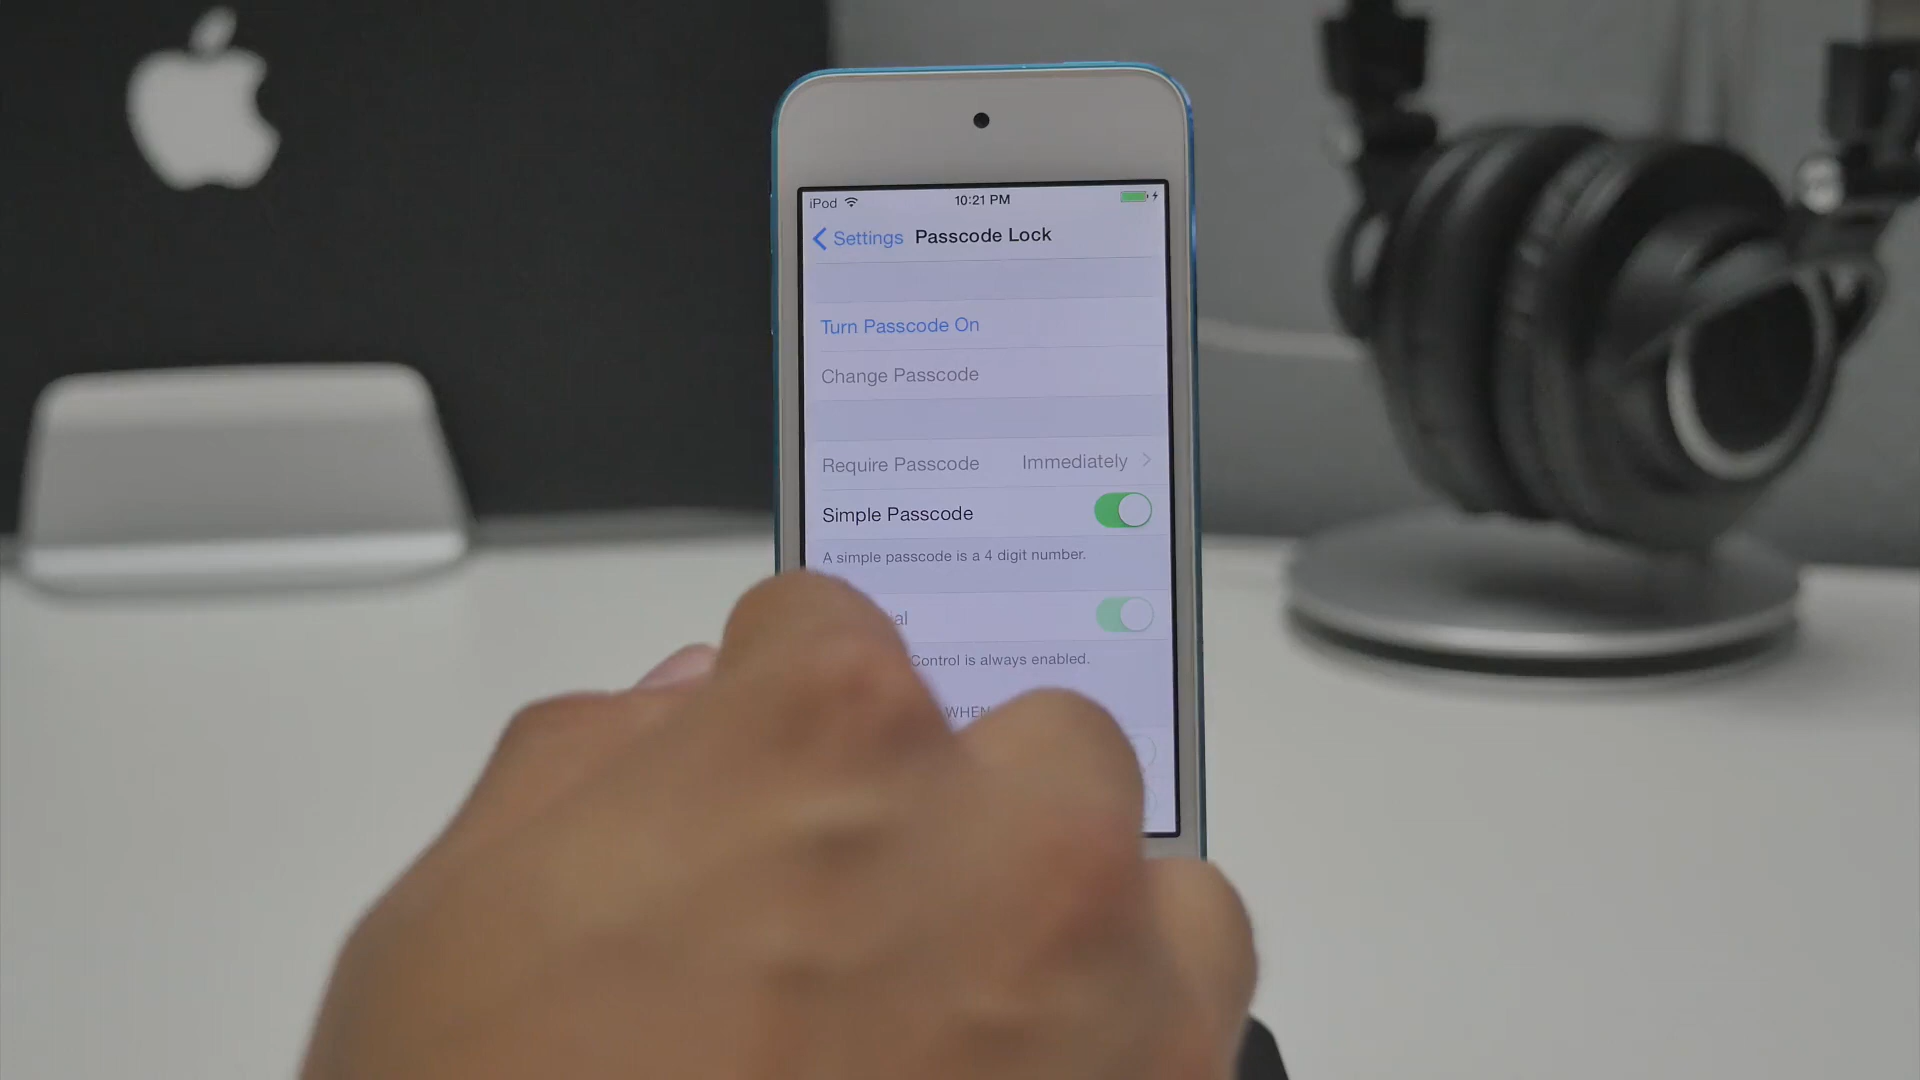 iPod 10:21 PM
Settings Passcode Lock
Turn Passcode On
Change Passcode
Require Passcode Immediately
Simple Passcode
A simple passcode is a 4 digit number.
Control is always enabled.
WHEN